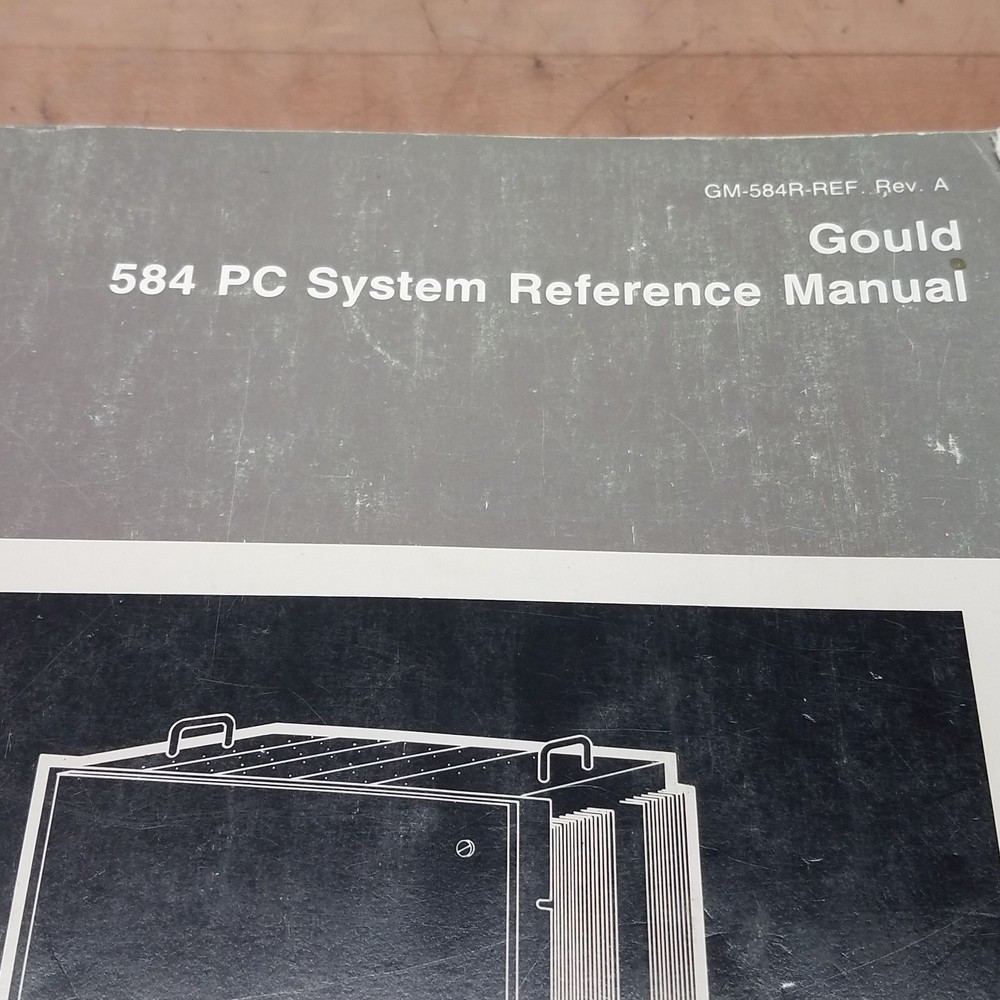 GM-584R-REF. Rev. A
Gould
584 PC System Reference Manual